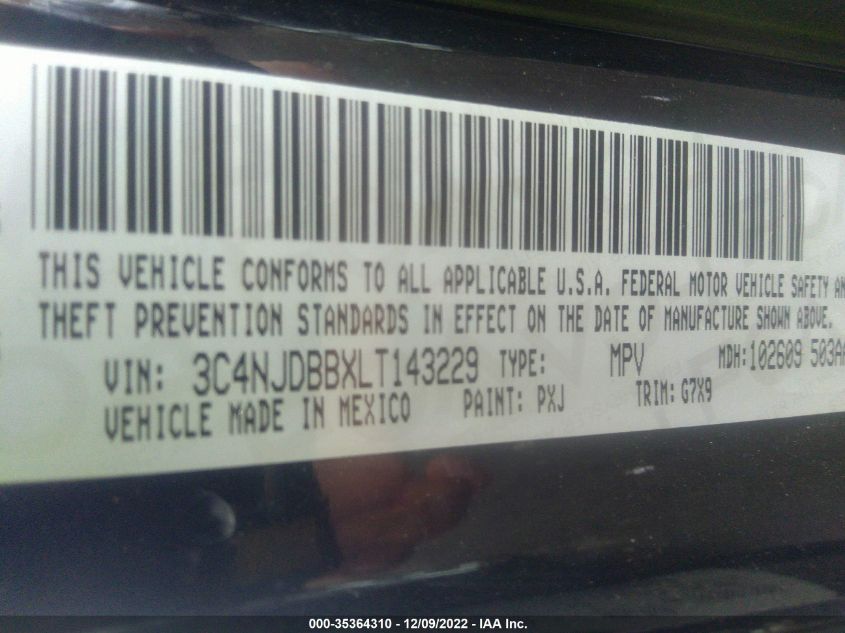 THIS VEHICLE CONFORMS TO ALL APPLICABLE U.S.A. FEDERAL MOTOR VEHICLE SAFETY AN
THEFT PREVENTION STANDARDS IN EFFECT ON THE DATE OF MANUFACTURE SHOWN ABOVE.
VIN: 3C4NJDBBXLT143229 TYPE: MPV MDH:102609 503AA
VEHICLE MADE IN MEXICO PAINT: PXJ TRIM: G7X9
000-35364310 - 12/09/2022 - IAA Inc.